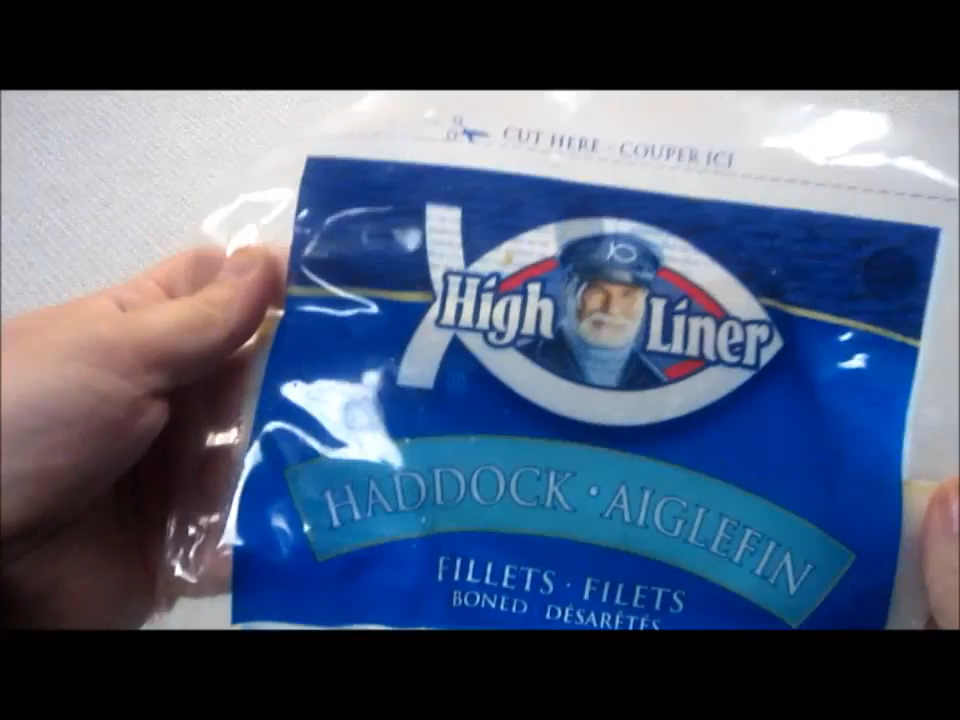 CUT HERE · COUPER ICI
High Liner
HADDOCK · AIGLEFIN
FILLETS · FILETS
BONED DÉSARÊTÉS